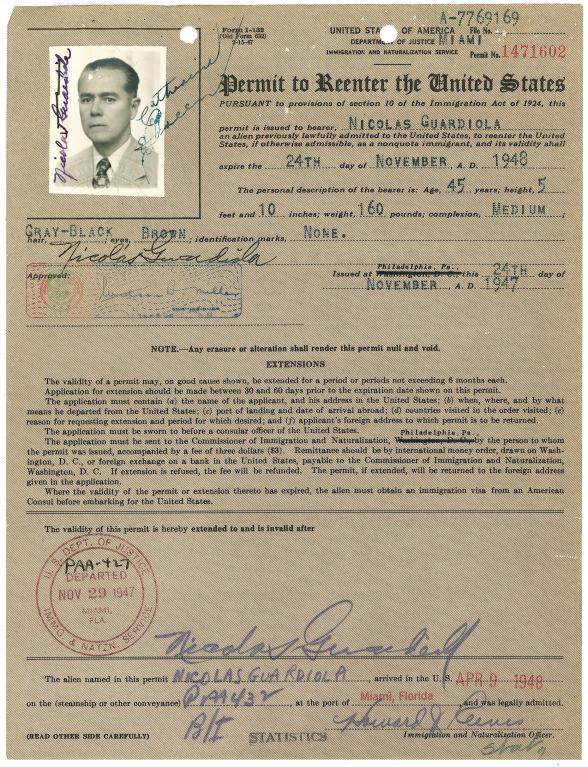 A-7769169
Form I-132
(Old Form 632)
UNITED STATES OF AMERICA File No.
DEPARTMENT OF JUSTICE MIAMI
IMMIGRATION AND NATURALIZATION SERVICE Permit No. 1471602
Permit to Reenter the United States
PURSUANT to provisions of section 10 of the Immigration Act of 1924, this
permit is issued to bearer, NICOLAS GUARDIOLA
an alien previously lawfully admitted to the United States, to reenter the United
States, if otherwise admissible, as a nonquota immigrant, and its validity shall
expire the 24TH day of NOVEMBER, A. D. 1948
The personal description of the bearer is: Age, 45 years; height, 5
feet and 10 inches; weight, 160 pounds; complexion, MEDIUM;
GRAY-BLACK hair, BROWN eyes; identification marks, NONE.
Nicolas Guardiola
Nicolas Guardiola
Approved:
Issued at Washington, D. C., Philadelphia, Pa., this 24TH day of
NOVEMBER, A. D. 1947
NOTE.—Any erasure or alteration shall render this permit null and void.
EXTENSIONS
The validity of a permit may, on good cause shown, be extended for a period or periods not exceeding 6 months each.
Application for extension should be made between 30 and 60 days prior to the expiration date shown on this permit.
The application must contain (a) the name of the applicant, and his address in the United States; (b) when, where, and by what
means he departed from the United States; (c) port of landing and date of arrival abroad; (d) countries visited in the order visited; (e)
reason for requesting extension and period for which desired; and (f) applicant's foreign address to which permit is to be returned.
The application must be sworn to before a consular officer of the United States.
The application must be sent to the Commissioner of Immigration and Naturalization, Washington, D. C., Philadelphia, Pa., by the person to whom
the permit was issued, accompanied by a fee of three dollars ($3). Remittance should be by international money order, drawn on Wash-
ington, D. C., or foreign exchange on a bank in the United States, payable to the Commissioner of Immigration and Naturalization,
Washington, D. C. If extension is refused, the fee will be refunded. The permit, if extended, will be returned to the foreign address
given in the application.
Where the validity of the permit or extension thereto has expired, the alien must obtain an immigration visa from an American
Consul before embarking for the United States.
The validity of this permit is hereby extended to and is invalid after
U. S. DEPT. OF JUSTICE
PAA-427
DEPARTED
NOV 29 1947
MIAMI,
FLA.
IMMG. & NATZN. SERVICE
Nicolas Guardiola
The alien named in this permit NICOLAS GUARDIOLA, arrived in the U. S. APR 9 1948
on the (steamship or other conveyance) PAA 432, at the port of Miami, Florida and was legally admitted.
B/I
Howard J. Reeves
(READ OTHER SIDE CAREFULLY)
STATISTICS
Immigration and Naturalization Officer.